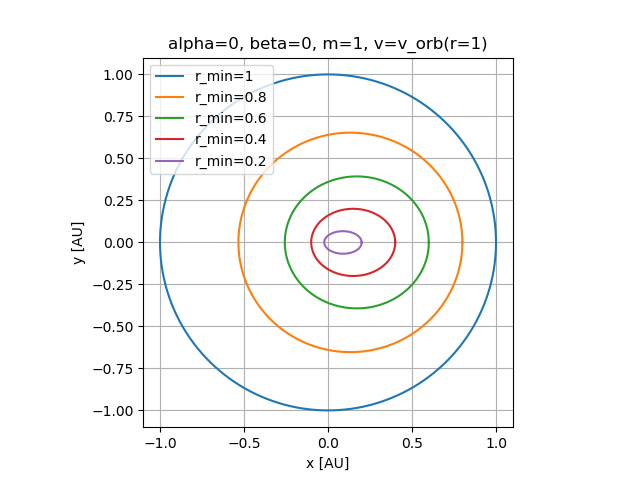 alpha=0, beta=0, m=1, v=v_orb(r=1)
r_min=1
r_min=0.8
r_min=0.6
r_min=0.4
r_min=0.2
1.00
0.75
0.50
0.25
0.00
−0.25
−0.50
−0.75
−1.00
y [AU]
−1.0 −0.5 0.0 0.5 1.0
x [AU]